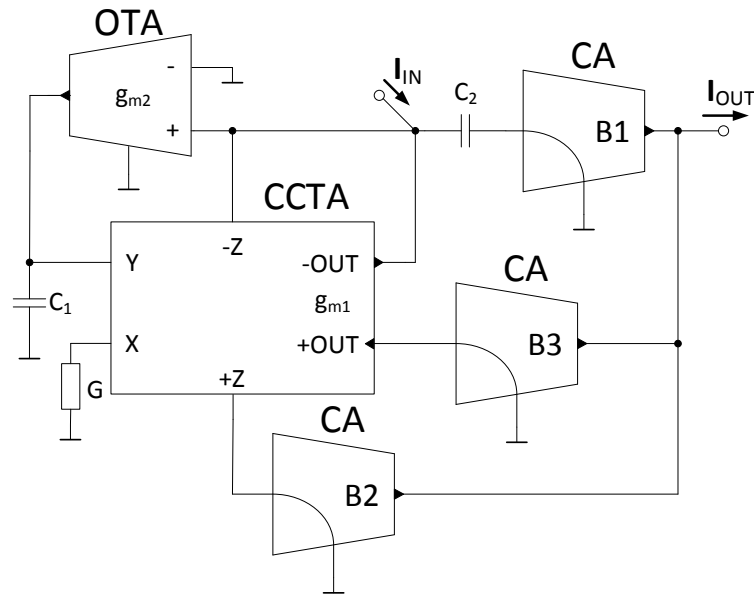 OTA
CA
I_IN
I_OUT
-
g_m2
C_2
B1
+
CCTA
-Z
CA
Y
-OUT
g_m1
C_1
B3
X
+OUT
G
+Z
CA
B2